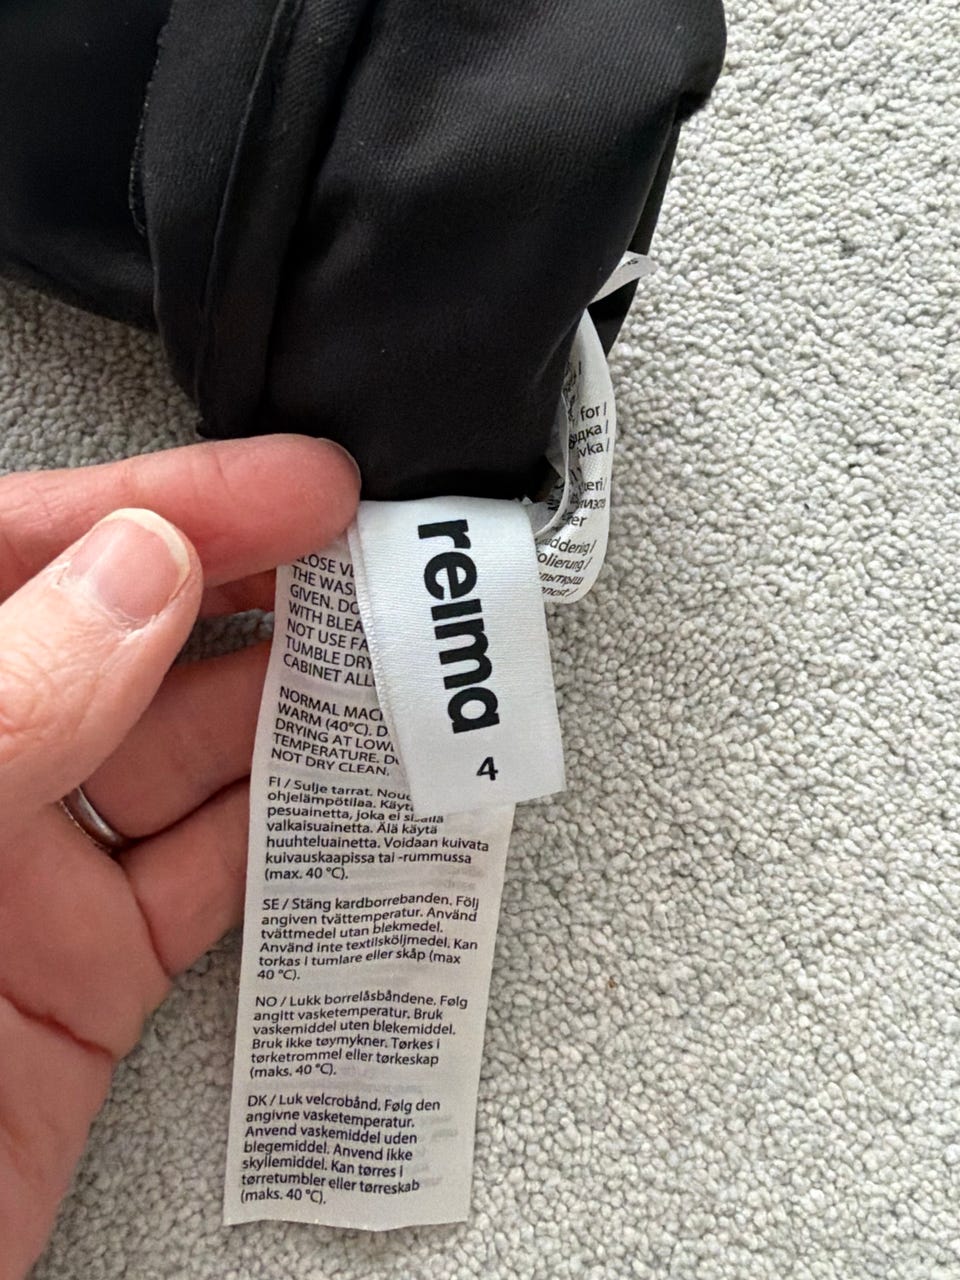 reima
4
LOSE
THE WAS
GIVEN. DO
WITH BLEA
NOT USE FA
TUMBLE DRY
CABINET ALL
NORMAL MACH
WARM (40°C). D
DRYING AT LOW
TEMPERATURE. D
NOT DRY CLEAN.
FI / Sulje tarrat.
ohjelämpötilaa.
pesuainetta, joka ei sisällä
valkaisuainetta. Älä käytä
huuhteluainetta. Voidaan kuivata
kuivauskaapissa tai -rummussa
(max. 40 °C).
SE / Stäng kardborrebanden. Följ
angiven tvättemperatur. Använd
tvättmedel utan blekmedel.
Använd inte textilsköljmedel. Kan
torkas i tumlare eller skåp (max
40 °C).
NO / Lukk borrelåsbåndene. Følg
angitt vasketemperatur. Bruk
vaskemiddel uten blekemiddel.
Bruk ikke tøymykner. Tørkes i
tørketrommel eller tørkeskap
(maks. 40 °C).
DK / Luk velcrobånd. Følg den
angivne vasketemperatur.
Anvend vaskemiddel uden
blegemiddel. Anvend ikke
skyllemiddel. Kan tørres i
tørretumbler eller tørreskab
(maks. 40 °C).
for /